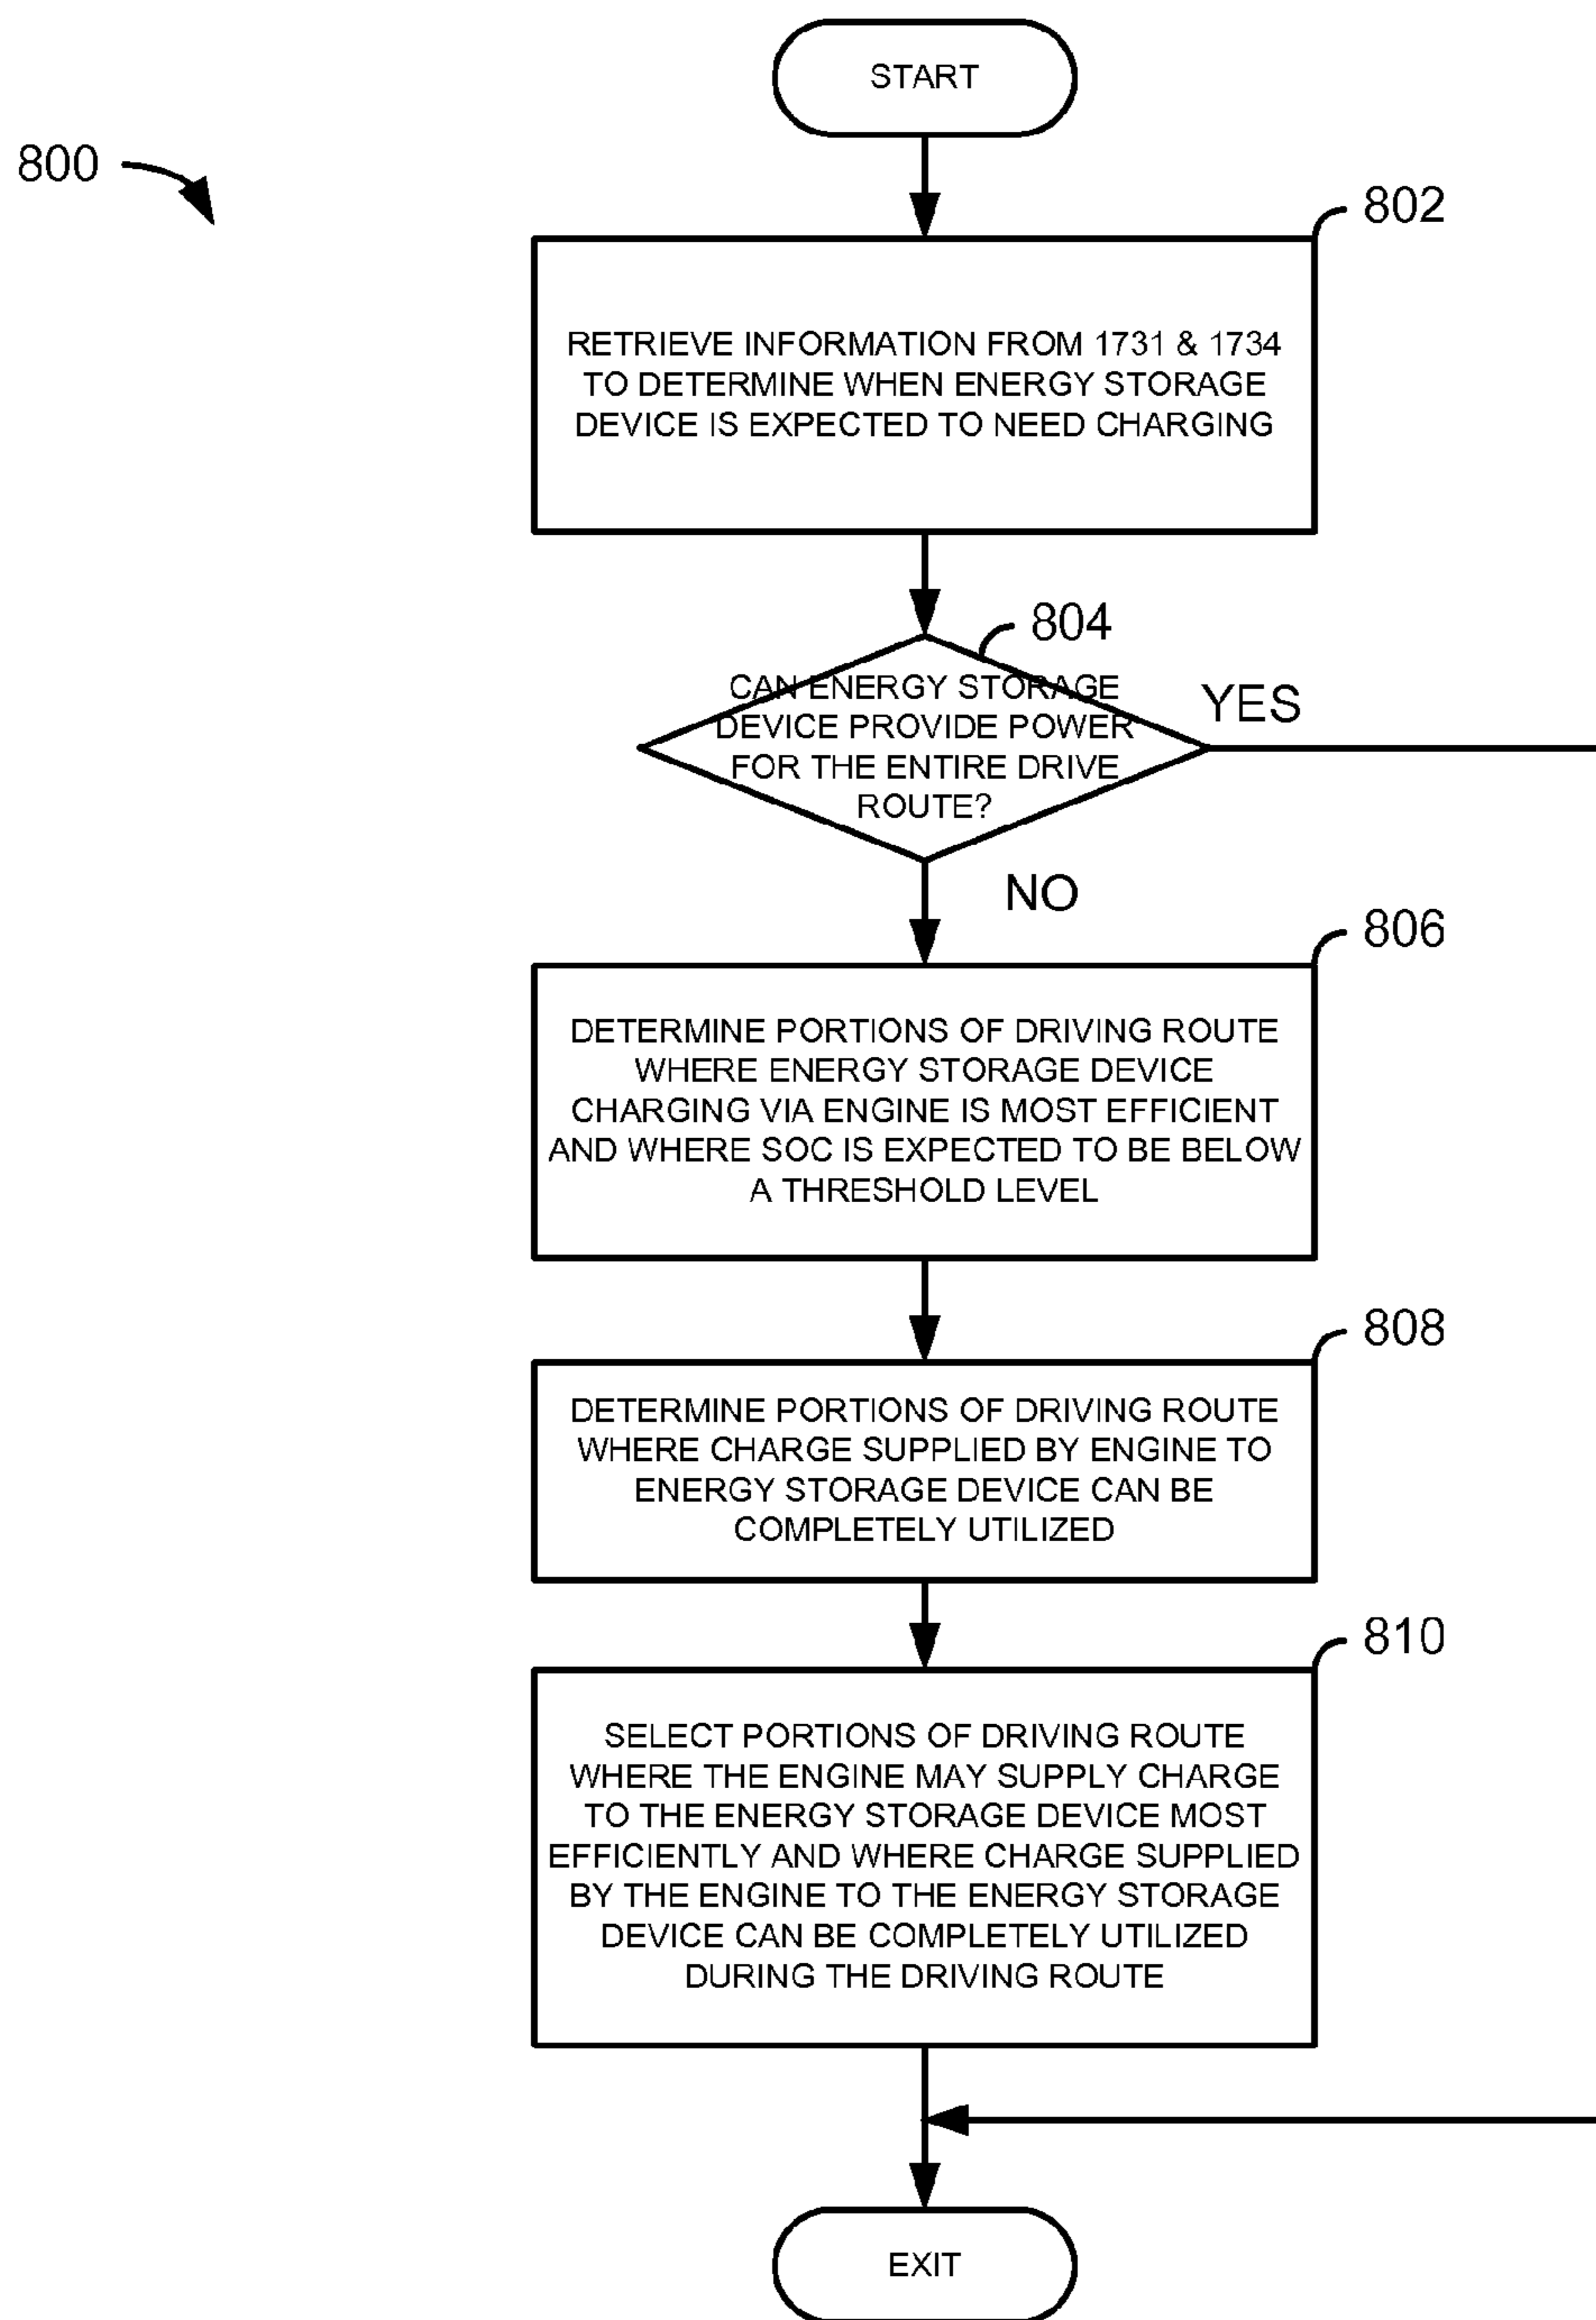 START
800
802
RETRIEVE INFORMATION FROM 1731 & 1734
TO DETERMINE WHEN ENERGY STORAGE
DEVICE IS EXPECTED TO NEED CHARGING
804
CAN ENERGY STORAGE
DEVICE PROVIDE POWER
FOR THE ENTIRE DRIVE
ROUTE?
YES
NO
806
DETERMINE PORTIONS OF DRIVING ROUTE
WHERE ENERGY STORAGE DEVICE
CHARGING VIA ENGINE IS MOST EFFICIENT
AND WHERE SOC IS EXPECTED TO BE BELOW
A THRESHOLD LEVEL
808
DETERMINE PORTIONS OF DRIVING ROUTE
WHERE CHARGE SUPPLIED BY ENGINE TO
ENERGY STORAGE DEVICE CAN BE
COMPLETELY UTILIZED
810
SELECT PORTIONS OF DRIVING ROUTE
WHERE THE ENGINE MAY SUPPLY CHARGE
TO THE ENERGY STORAGE DEVICE MOST
EFFICIENTLY AND WHERE CHARGE SUPPLIED
BY THE ENGINE TO THE ENERGY STORAGE
DEVICE CAN BE COMPLETELY UTILIZED
DURING THE DRIVING ROUTE
EXIT